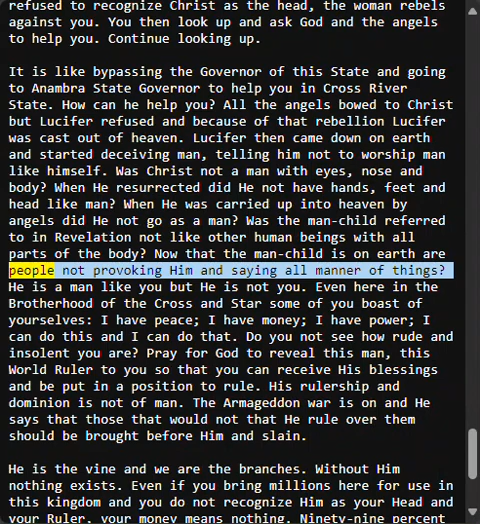 refused to recognize Christ as the head, the woman rebels
against you. You then look up and ask God and the angels
to help you. Continue looking up.
It is like bypassing the Governor of this State and going
to Anambra State Governor to help you in Cross River
State. How can he help you? All the angels bowed to Christ
but Lucifer refused and because of that rebellion Lucifer
was cast out of heaven. Lucifer then came down on earth
and started deceiving man, telling him not to worship man
like himself. Was Christ not a man with eyes, nose and
body? When He resurrected did He not have hands, feet and
head like man? When He was carried up into heaven by
angels did He not go as a man? Was the man-child referred
to in Revelation not like other human beings with all
parts of the body? Now that the man-child is on earth are
people not provoking Him and saying all manner of things?
He is a man like you but He is not you. Even here in the
Brotherhood of the Cross and Star some of you boast of
yourselves: I have peace; I have money; I have power; I
can do this and I can do that. Do you not see how rude and
insolent you are? Pray for God to reveal this man, this
World Ruler to you so that you can receive His blessings
and be put in a position to rule. His rulership and
dominion is not of man. The Armageddon war is on and He
says that those that would not that He rule over them
should be brought before Him and slain.
He is the vine and we are the branches. Without Him
nothing exists. Even if you bring millions here for use in
this kingdom and you do not recognize Him as your Head and
your Ruler, your money means nothing. Ninety-nine percent